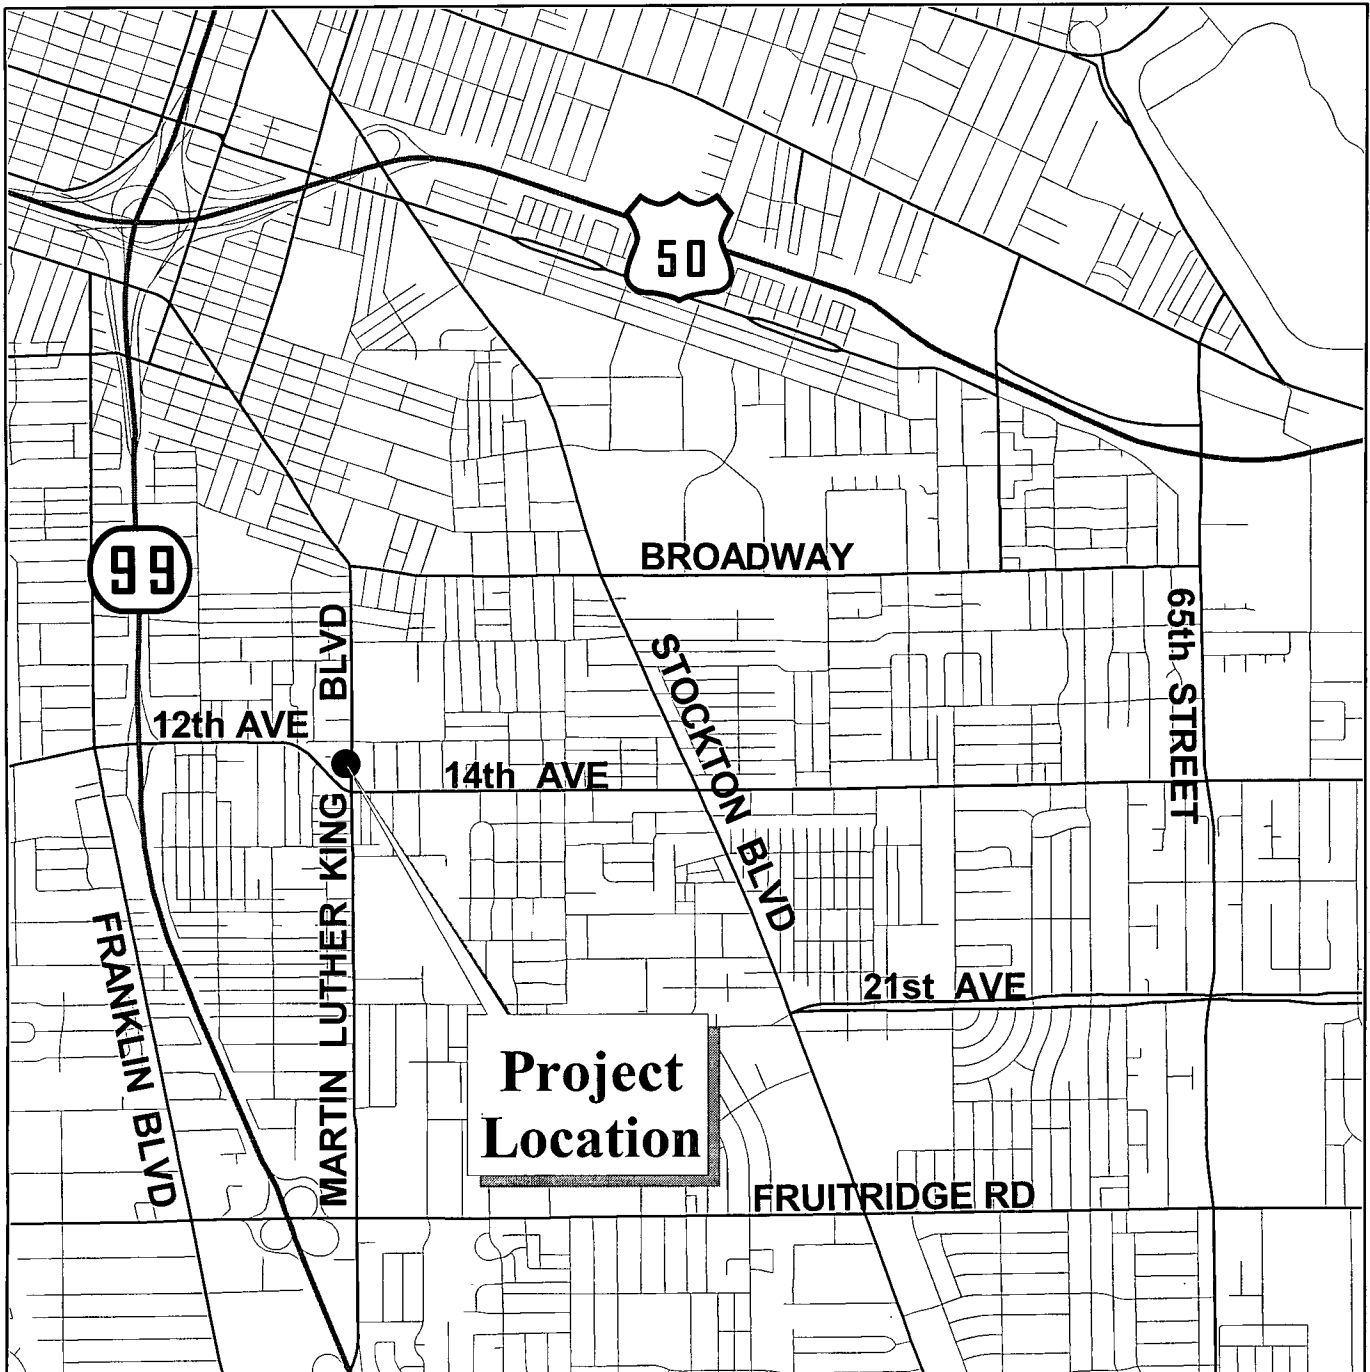 50
BROADWAY
99
65th STREET
MARTIN LUTHER KING BLVD
STOCKTON BLVD
12th AVE
14th AVE
FRANKLIN BLVD
21st AVE
Project
Location
FRUITRIDGE RD